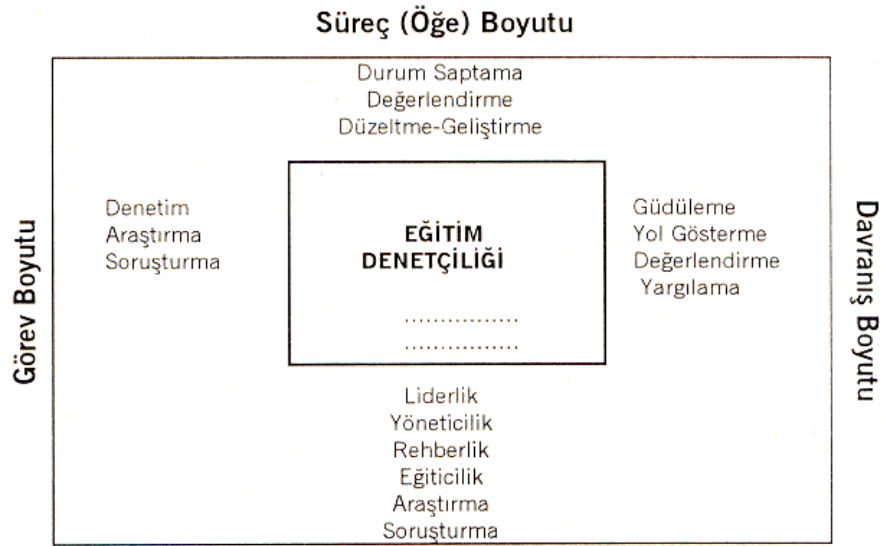 Süreç (Öğe) Boyutu
Durum Saptama
Değerlendirme
Düzeltme-Geliştirme
Görev Boyutu
Denetim
Araştırma
Soruşturma
EĞİTİM
DENETÇİLİĞİ
................
................
Güdüleme
Yol Gösterme
Değerlendirme
Yargılama
Davranış Boyutu
Liderlik
Yöneticilik
Rehberlik
Eğiticilik
Araştırma
Soruşturma